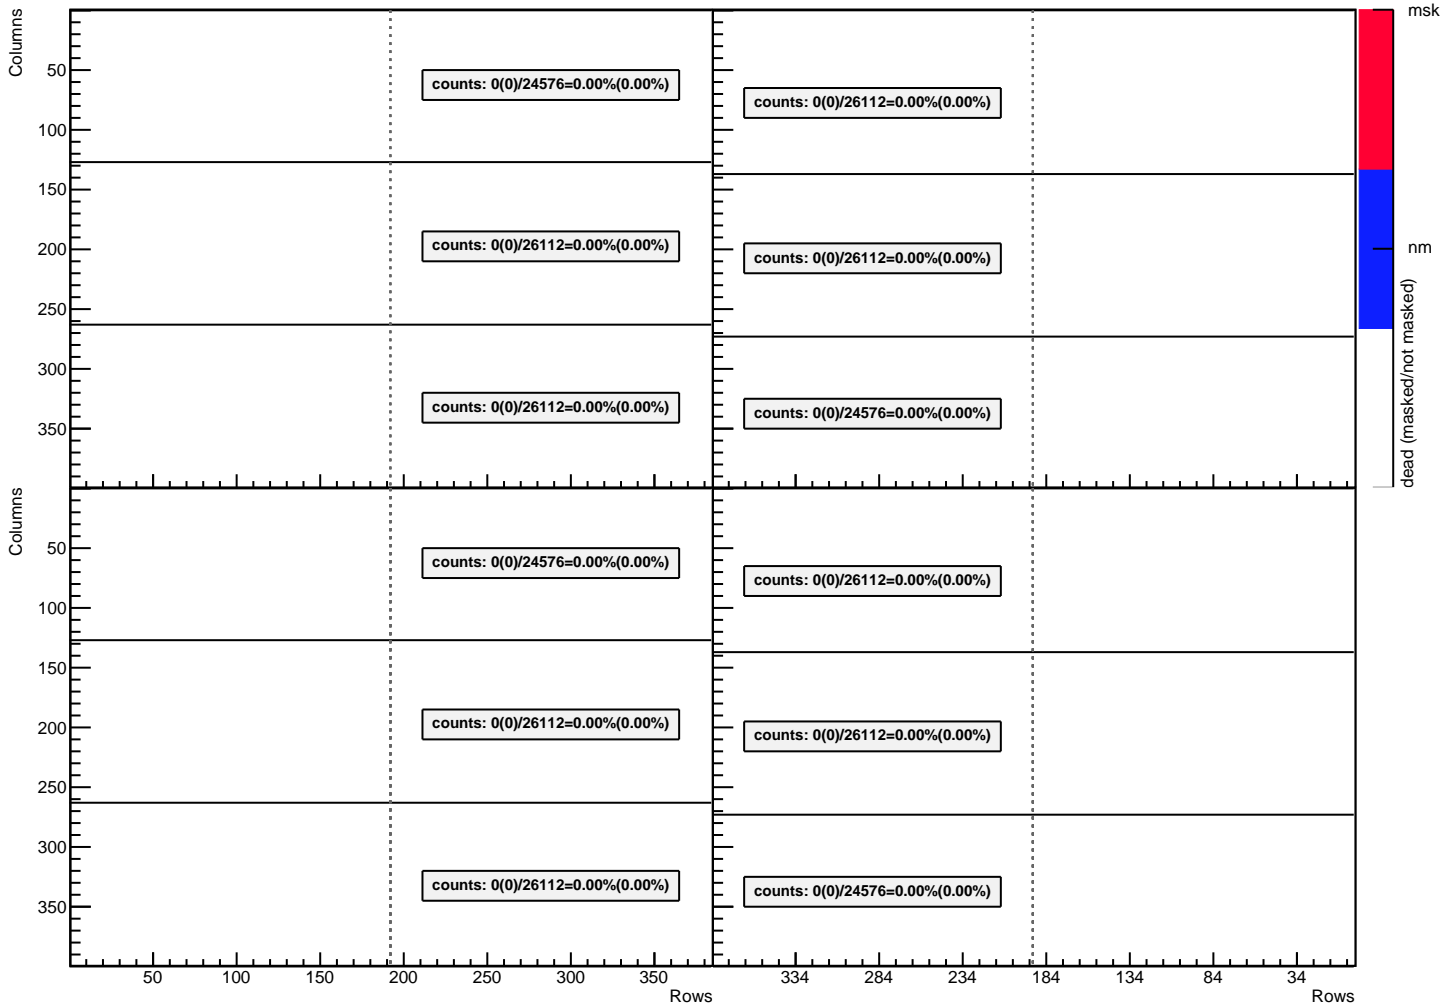 Columns
50
100
150
200
250
300
350
counts: 0(0)/24576=0.00%(0.00%)
counts: 0(0)/26112=0.00%(0.00%)
counts: 0(0)/26112=0.00%(0.00%)
counts: 0(0)/26112=0.00%(0.00%)
counts: 0(0)/26112=0.00%(0.00%)
counts: 0(0)/24576=0.00%(0.00%)
msk
nm
dead (masked/not masked)
Columns
50
100
150
200
250
300
350
counts: 0(0)/24576=0.00%(0.00%)
counts: 0(0)/26112=0.00%(0.00%)
counts: 0(0)/26112=0.00%(0.00%)
counts: 0(0)/26112=0.00%(0.00%)
counts: 0(0)/26112=0.00%(0.00%)
counts: 0(0)/24576=0.00%(0.00%)
50 100 150 200 250 300 350
Rows
334 284 234 184 134 84 34
Rows